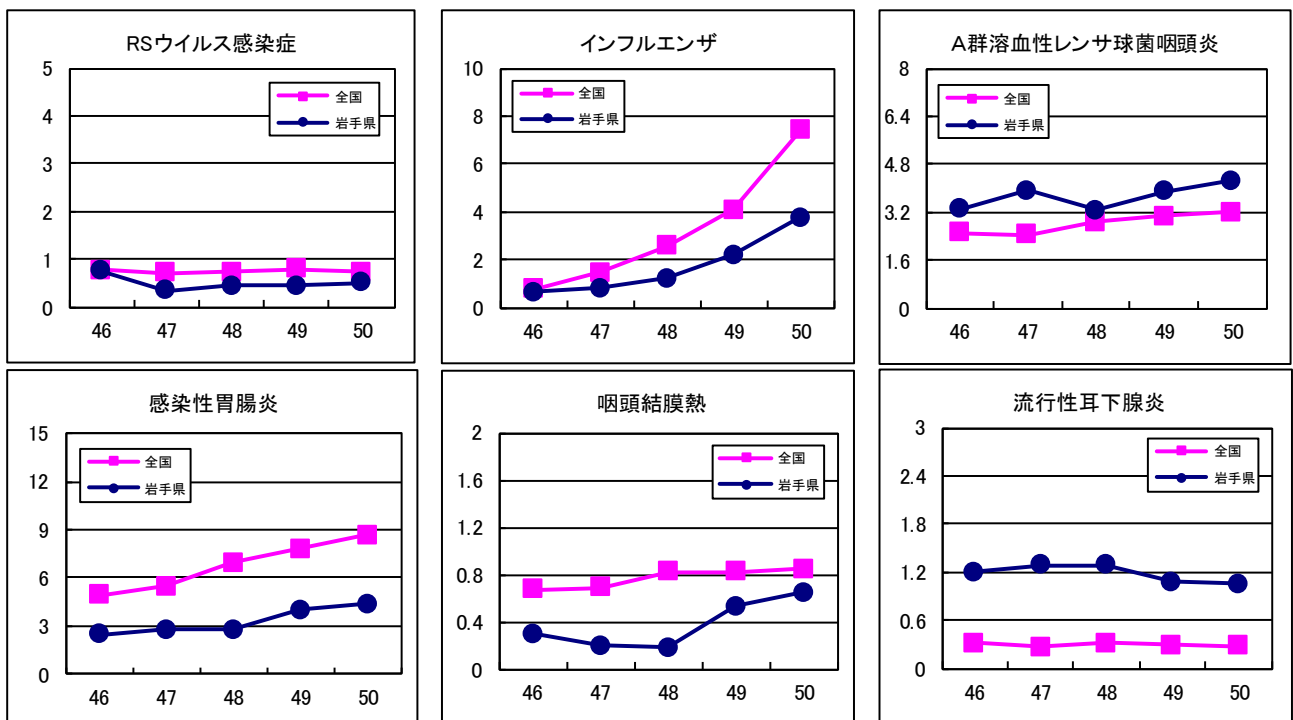 RSウイルス感染症
5
4
3
2
1
0
全国
岩手県
46 47 48 49 50
インフルエンザ
10
8
6
4
2
0
全国
岩手県
46 47 48 49 50
A群溶血性レンサ球菌咽頭炎
8
6.4
4.8
3.2
1.6
0
全国
岩手県
46 47 48 49 50
感染性胃腸炎
15
12
9
6
3
0
全国
岩手県
46 47 48 49 50
咽頭結膜熱
2
1.6
1.2
0.8
0.4
0
全国
岩手県
46 47 48 49 50
流行性耳下腺炎
3
2.4
1.8
1.2
0.6
0
全国
岩手県
46 47 48 49 50